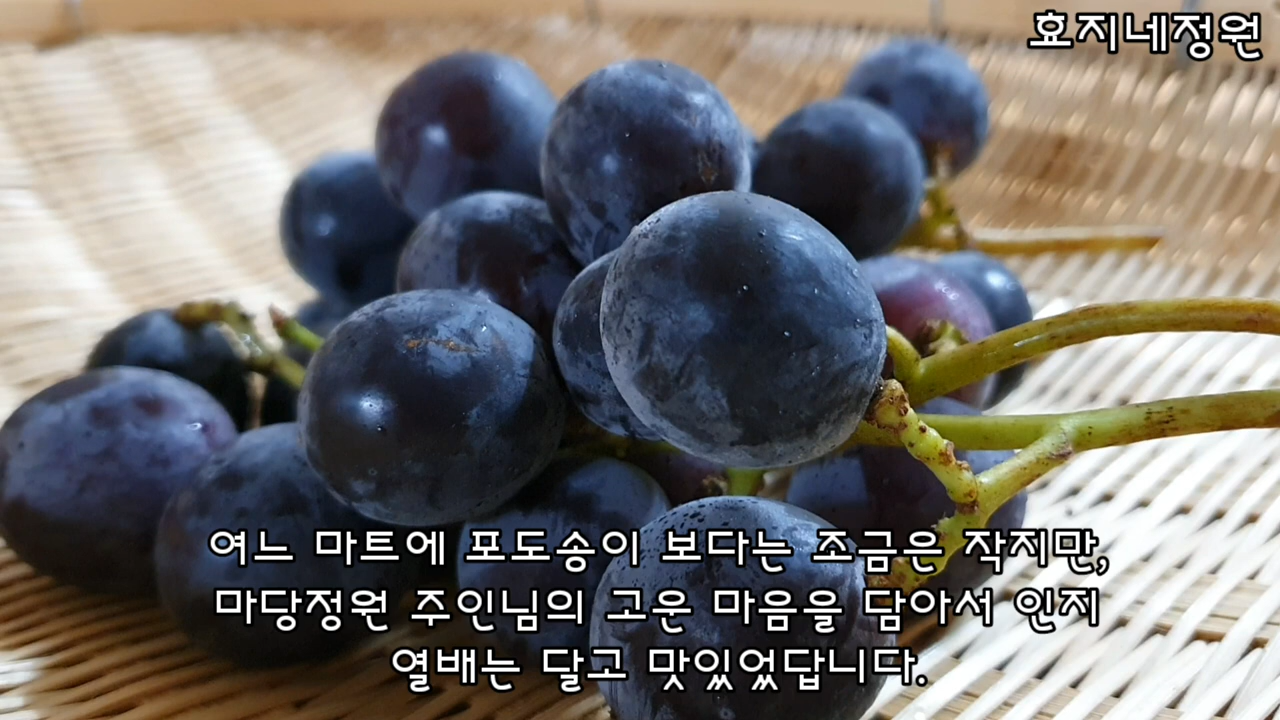 효지네정원
여느 마트에 포도송이 보다는 조금은 작지만,
마당정원 주인님의 고운 마음을 담아서 인지
열배는 달고 맛있었답니다.